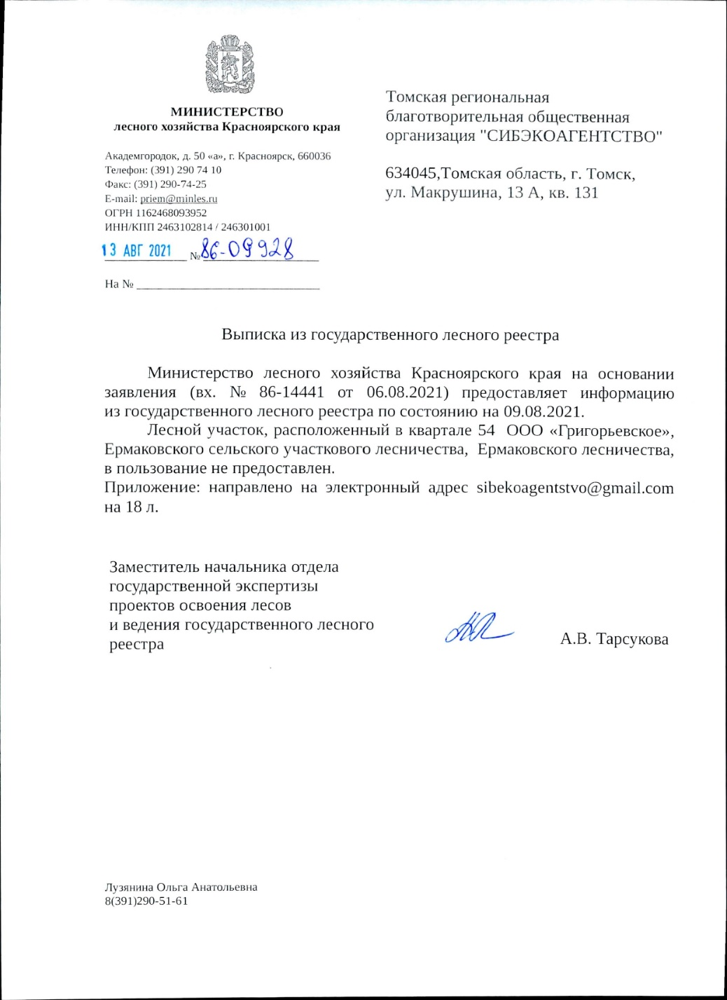 МИНИСТЕРСТВО
лесного хозяйства Красноярского края
Академгородок, д. 50 «а», г. Красноярск, 660036
Телефон: (391) 290 74 10
Факс: (391) 290-74-25
E-mail: priem@minles.ru
ОГРН 1162468093952
ИНН/КПП 2463102814 / 246301001
13 АВГ 2021 № 86-09928
На №
Томская региональная
благотворительная общественная
организация "СИБЭКОАГЕНТСТВО"
634045,Томская область, г. Томск,
ул. Макрушина, 13 А, кв. 131
Выписка из государственного лесного реестра
Министерство лесного хозяйства Красноярского края на основании
заявления (вх. № 86-14441 от 06.08.2021) предоставляет информацию
из государственного лесного реестра по состоянию на 09.08.2021.
Лесной участок, расположенный в квартале 54 ООО «Григорьевское»,
Ермаковского сельского участкового лесничества, Ермаковского лесничества,
в пользование не предоставлен.
Приложение: направлено на электронный адрес sibekoagentstvo@gmail.com
на 18 л.
Заместитель начальника отдела
государственной экспертизы
проектов освоения лесов
и ведения государственного лесного
реестра
А.В. Тарсукова
Лузянина Ольга Анатольевна
8(391)290-51-61